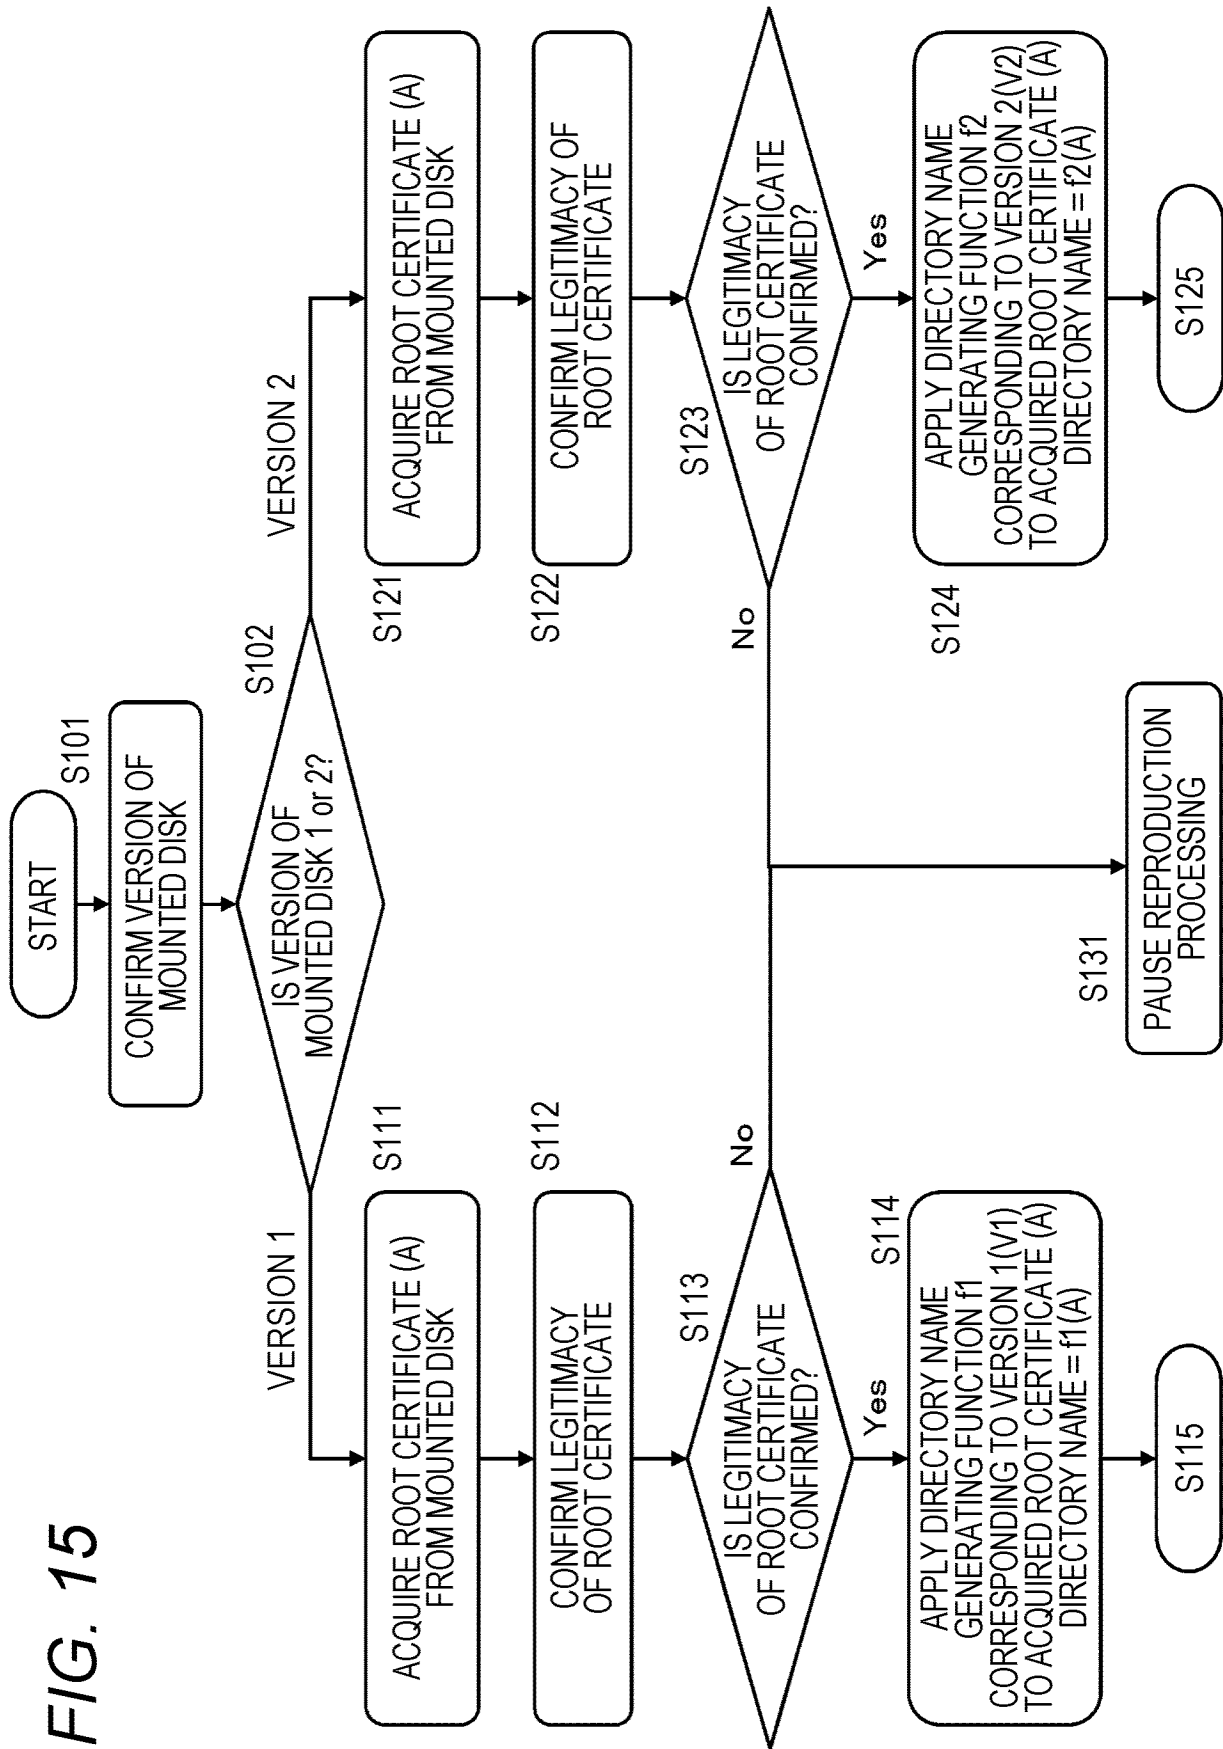 FIG. 15
START
S101
CONFIRM VERSION OF
MOUNTED DISK
S102
IS VERSION OF
MOUNTED DISK 1 or 2?
VERSION 1
VERSION 2
S111
ACQUIRE ROOT CERTIFICATE (A)
FROM MOUNTED DISK
S112
CONFIRM LEGITIMACY
OF ROOT CERTIFICATE
S113
IS LEGITIMACY
OF ROOT CERTIFICATE
CONFIRMED?
No
Yes
S114
APPLY DIRECTORY NAME
GENERATING FUNCTION f1
CORRESPONDING TO VERSION 1(V1)
TO ACQUIRED ROOT CERTIFICATE (A)
DIRECTORY NAME = f1(A)
S115
S121
ACQUIRE ROOT CERTIFICATE (A)
FROM MOUNTED DISK
S122
CONFIRM LEGITIMACY OF
ROOT CERTIFICATE
S123
IS LEGITIMACY
OF ROOT CERTIFICATE
CONFIRMED?
No
Yes
S124
APPLY DIRECTORY NAME
GENERATING FUNCTION f2
CORRESPONDING TO VERSION 2(V2)
TO ACQUIRED ROOT CERTIFICATE (A)
DIRECTORY NAME = f2(A)
S125
S131
PAUSE REPRODUCTION
PROCESSING